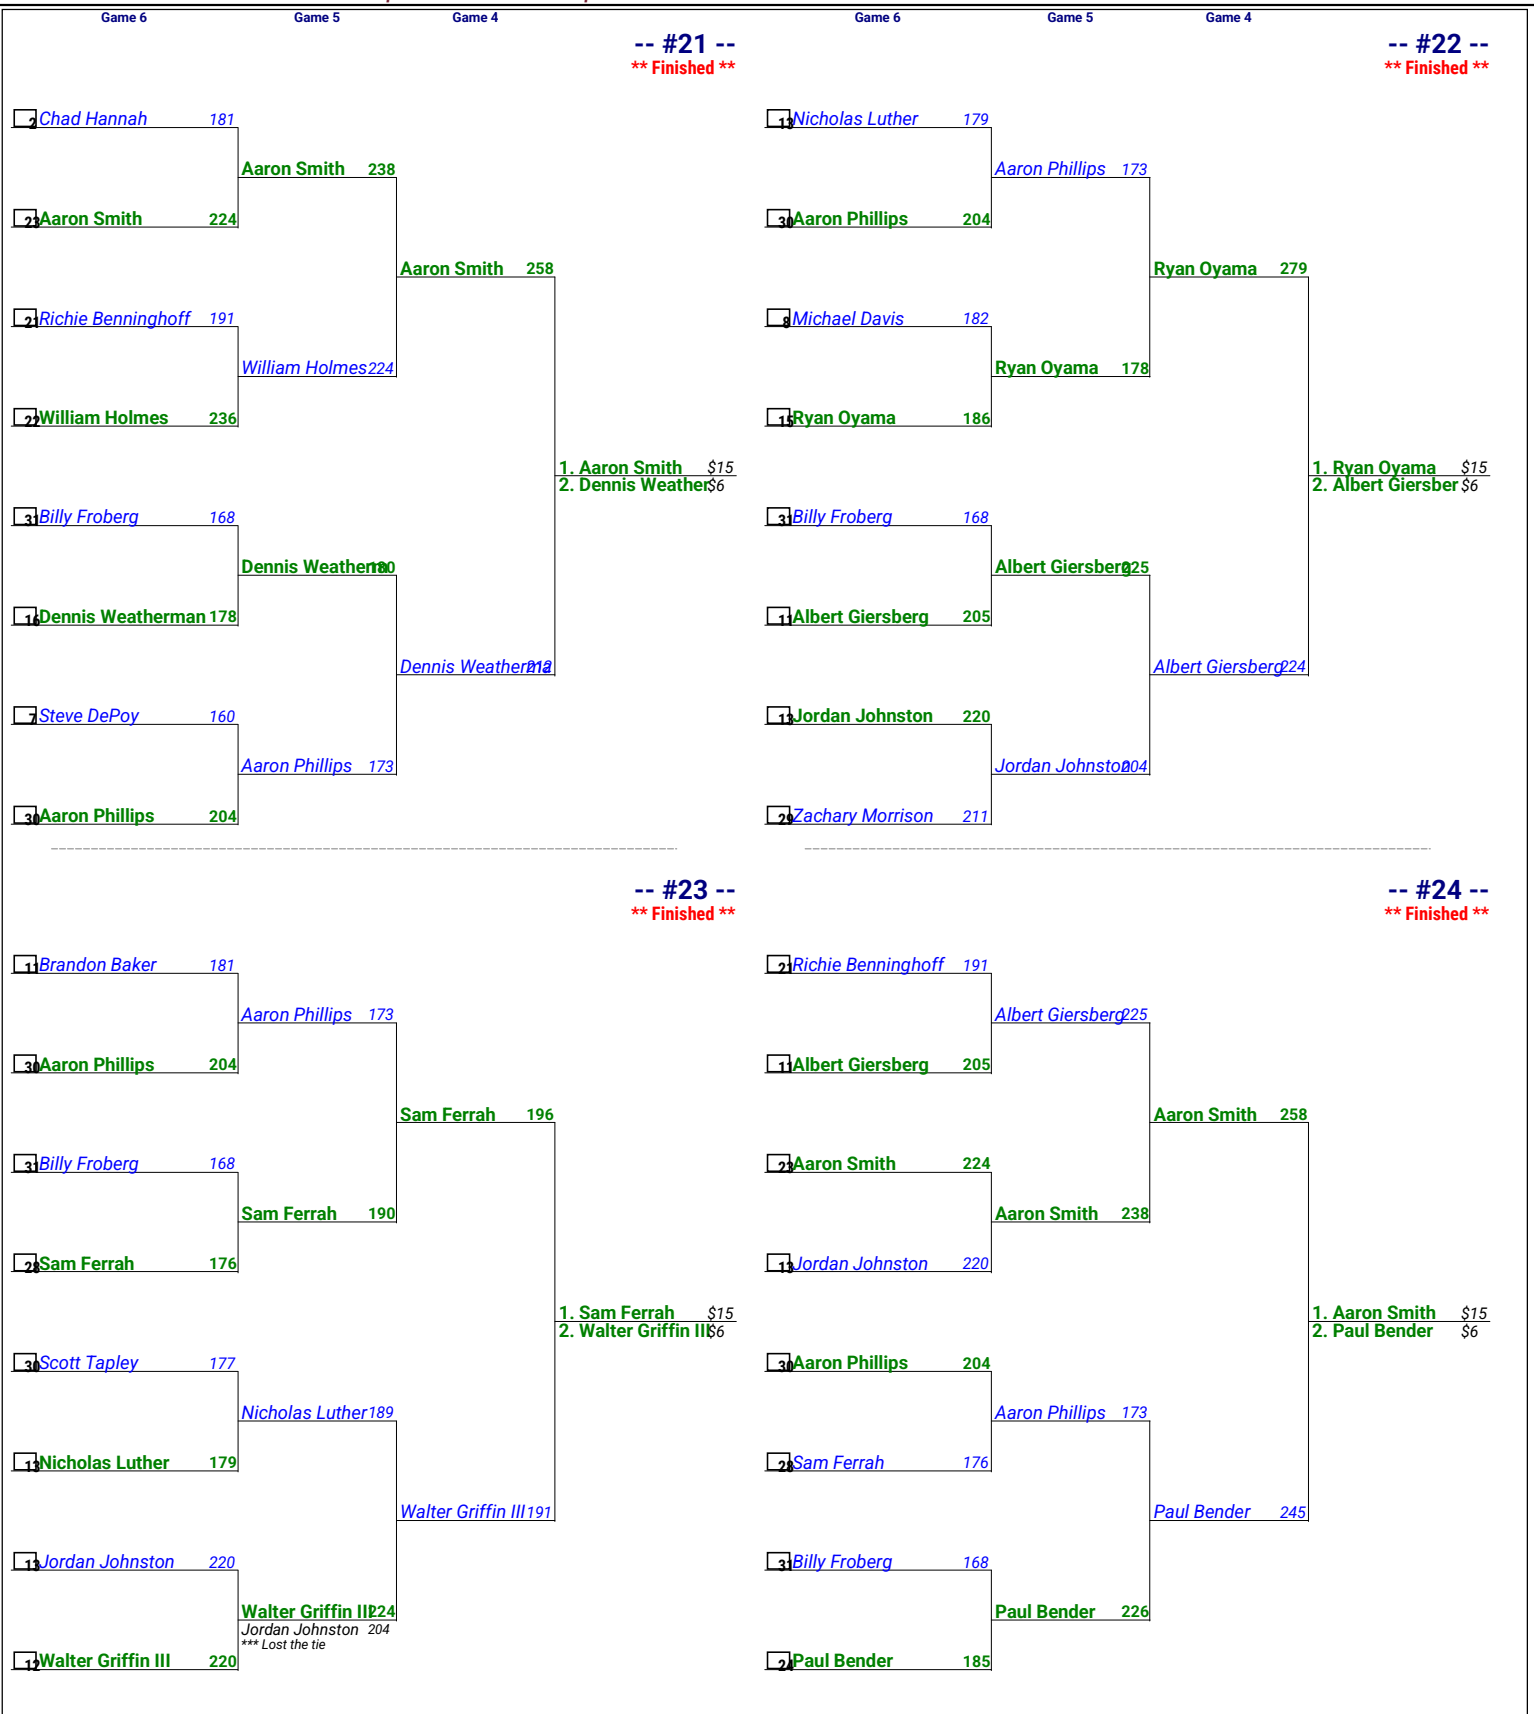 Game 6 Game 5 Game 4 Game 6 Game 5 Game 4
-- #21 --
** Finished **
2 Chad Hannah 181
Aaron Smith 238
23 Aaron Smith 224
Aaron Smith 258
21 Richie Benninghoff 191
William Holmes 224
22 William Holmes 236
1. Aaron Smith $15
2. Dennis Weather $6
31 Billy Froberg 168
Dennis Weatherm 180
16 Dennis Weatherman 178
Dennis Weatherma 212
7 Steve DePoy 160
Aaron Phillips 173
30 Aaron Phillips 204
-- #22 --
** Finished **
13 Nicholas Luther 179
Aaron Phillips 173
30 Aaron Phillips 204
Ryan Oyama 279
8 Michael Davis 182
Ryan Oyama 178
15 Ryan Oyama 186
1. Ryan Oyama $15
2. Albert Giersber $6
31 Billy Froberg 168
Albert Giersberg 225
11 Albert Giersberg 205
Albert Giersberg 224
13 Jordan Johnston 220
Jordan Johnston 204
29 Zachary Morrison 211
-- #23 --
** Finished **
11 Brandon Baker 181
Aaron Phillips 173
30 Aaron Phillips 204
Sam Ferrah 196
31 Billy Froberg 168
Sam Ferrah 190
28 Sam Ferrah 176
1. Sam Ferrah $15
2. Walter Griffin III $6
30 Scott Tapley 177
Nicholas Luther 189
13 Nicholas Luther 179
Walter Griffin III 191
13 Jordan Johnston 220
Walter Griffin III 224
Jordan Johnston 204
*** Lost the tie
12 Walter Griffin III 220
-- #24 --
** Finished **
21 Richie Benninghoff 191
Albert Giersberg 225
11 Albert Giersberg 205
Aaron Smith 258
23 Aaron Smith 224
Aaron Smith 238
13 Jordan Johnston 220
1. Aaron Smith $15
2. Paul Bender $6
30 Aaron Phillips 204
Aaron Phillips 173
28 Sam Ferrah 176
Paul Bender 245
31 Billy Froberg 168
Paul Bender 226
24 Paul Bender 185